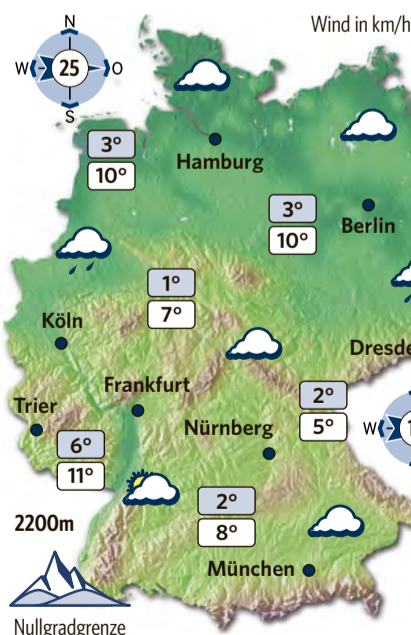 N
Wind in km/h
W 25 O
S
3°
10°
Hamburg
3°
10°
Berlin
1°
7°
Köln
Dresde
Frankfurt
2°
5°
Trier
Nürnberg
W
6°
11°
2°
8°
2200m
München
Nullgradgrenze